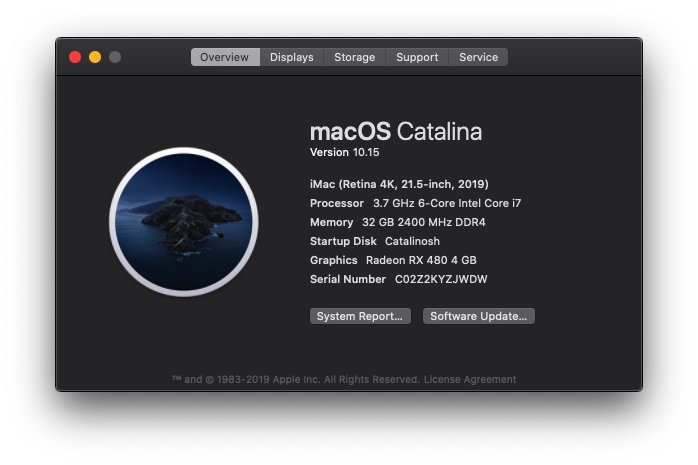 Overview Displays Storage Support Service
macOS Catalina
Version 10.15
iMac (Retina 4K, 21.5-inch, 2019)
Processor 3.7 GHz 6-Core Intel Core i7
Memory 32 GB 2400 MHz DDR4
Startup Disk Catalinosh
Graphics Radeon RX 480 4 GB
Serial Number C02Z2KYZJWDW
System Report... Software Update...
™ and © 1983-2019 Apple Inc. All Rights Reserved. License Agreement